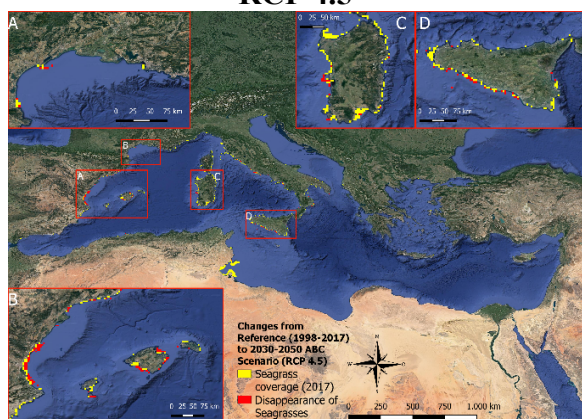 RCP 4.5
A
0 25 50 75 km
0 25 50 km
C
D
0 25 50 75 km
B
A
C
D
B
0 25 50 75 km
Changes from
Reference (1998-2017)
to 2030-2050 ABC
Scenario (RCP 4.5)
Seagrass
coverage (2017)
Disappearance of
Seagrasses
N
0 250 500 750 1.000 km